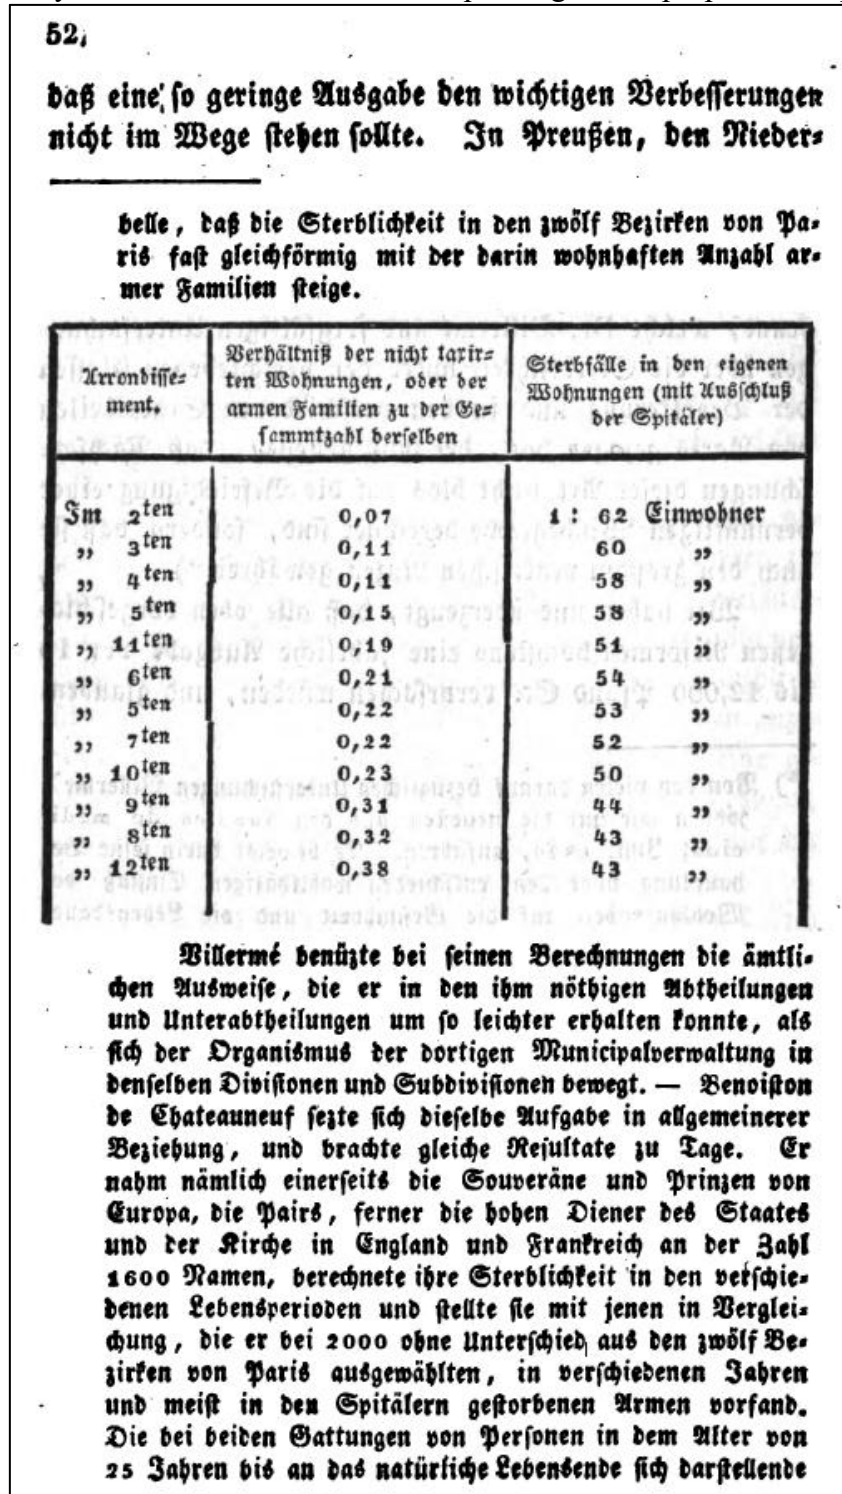 52.
daß eine so geringe Ausgabe den wichtigen Verbesserungen
nicht im Wege stehen sollte. In Preußen, den Nieder-
belle, daß die Sterblichkeit in den zwölf Bezirken von Pa-
ris fast gleichförmig mit der darin wohnhaften Anzahl ar-
mer Familien steige.
Arrondisse-
ment.
Verhältniß der nicht taxir-
ten Wohnungen, oder der
armen Familien zu der Ge-
sammtzahl derselben
Sterbfälle in den eigenen
Wohnungen (mit Ausschluß
der Spitäler)
Im 2ten 0,07 1 : 62 Einwohner
„ 3ten 0,11 60 „
„ 4ten 0,11 58 „
„ 5ten 0,15 58 „
„ 11ten 0,19 51 „
„ 6ten 0,21 54 „
„ 5ten 0,22 53 „
„ 7ten 0,22 52 „
„ 10ten 0,23 50 „
„ 9ten 0,31 44 „
„ 8ten 0,32 43 „
„ 12ten 0,38 43 „
Villermé benüzte bei seinen Berechnungen die ämtli-
chen Ausweise, die er in den ihm nöthigen Abtheilungen
und Unterabtheilungen um so leichter erhalten konnte, als
sich der Organismus der dortigen Municipalverwaltung in
denselben Divisionen und Subdivisionen bewegt. — Benoiston
de Chateauneuf sezte sich dieselbe Aufgabe in allgemeinerer
Beziehung, und brachte gleiche Resultate zu Tage. Er
nahm nämlich einerseits die Souveräne und Prinzen von
Europa, die Pairs, ferner die hohen Diener des Staates
und der Kirche in England und Frankreich an der Zahl
1600 Namen, berechnete ihre Sterblichkeit in den verschie-
denen Lebensperioden und stellte sie mit jenen in Verglei-
chung, die er bei 2000 ohne Unterschied aus den zwölf Be-
zirken von Paris ausgewählten, in verschiedenen Jahren
und meist in den Spitälern gestorbenen Armen vorfand.
Die bei beiden Gattungen von Personen in dem Alter von
25 Jahren bis an das natürliche Lebensende sich darstellende